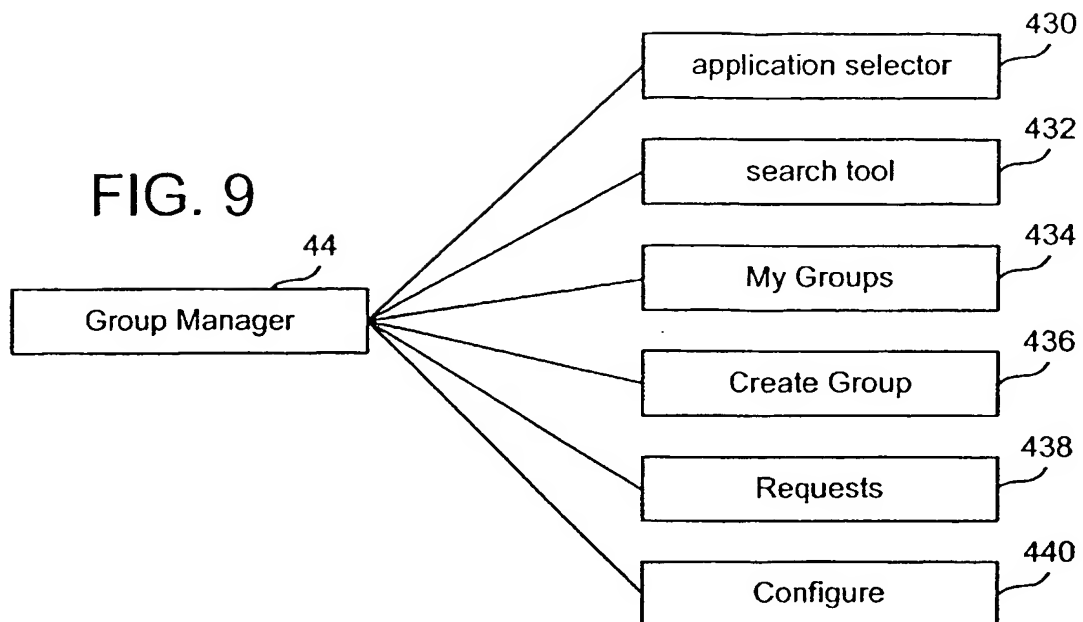 FIG. 9
44
Group Manager
430
application selector
432
search tool
434
My Groups
436
Create Group
438
Requests
440
Configure